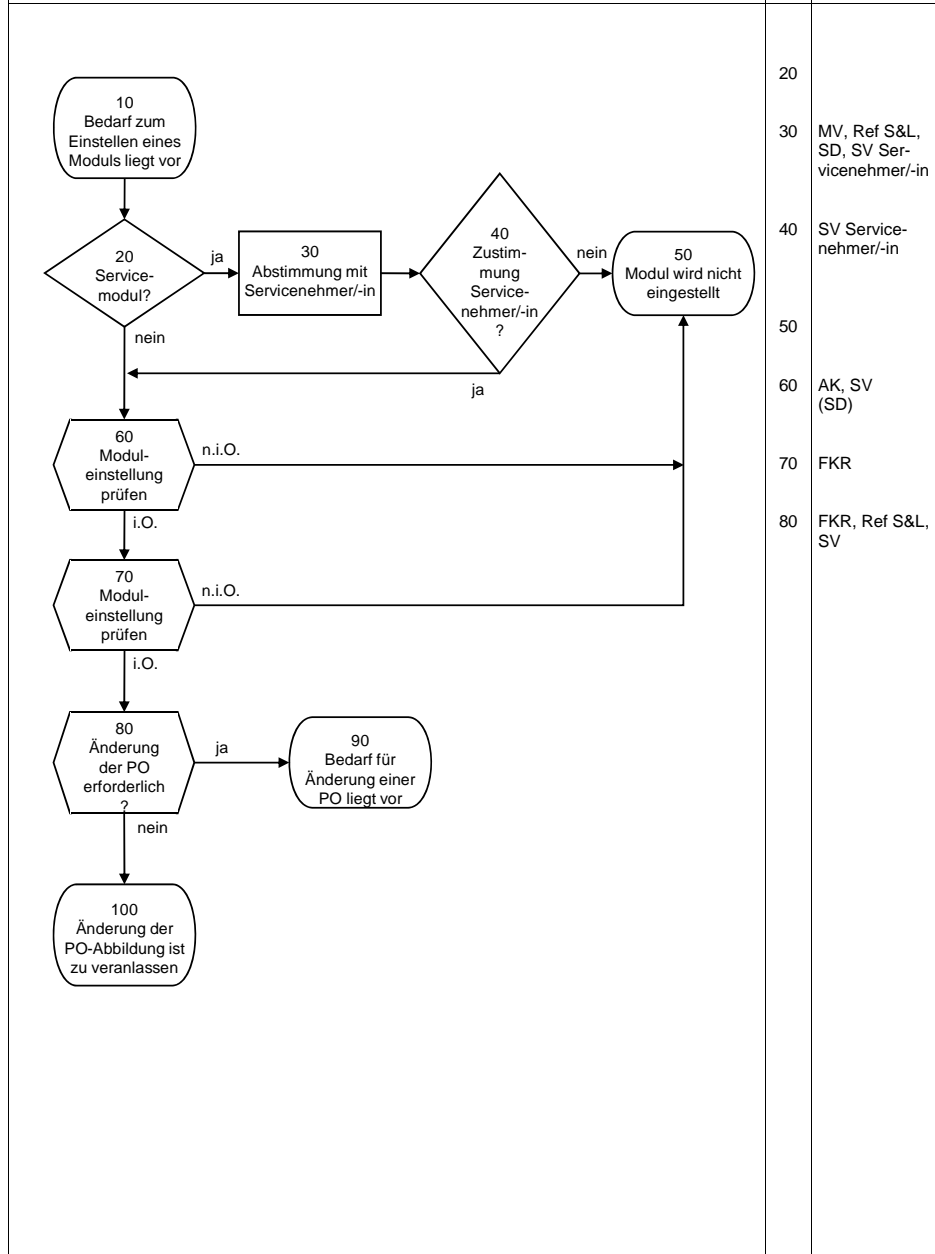 10
Bedarf zum
Einstellen eines
Moduls liegt vor
20
Service-
modul?
ja
30
Abstimmung mit
Servicenehmer/-in
40
Zustim-
mung
Service-
nehmer/-in
?
nein
50
Modul wird nicht
eingestellt
nein
ja
60
Modul-
einstellung
prüfen
n.i.O.
i.O.
70
Modul-
einstellung
prüfen
n.i.O.
i.O.
80
Änderung
der PO
erforderlich
?
ja
90
Bedarf für
Änderung einer
PO liegt vor
nein
100
Änderung der
PO-Abbildung ist
zu veranlassen
20
30 MV, Ref S&L,
SD, SV Ser-
vicenehmer/-in
40 SV Service-
nehmer/-in
50
60 AK, SV
(SD)
70 FKR
80 FKR, Ref S&L,
SV